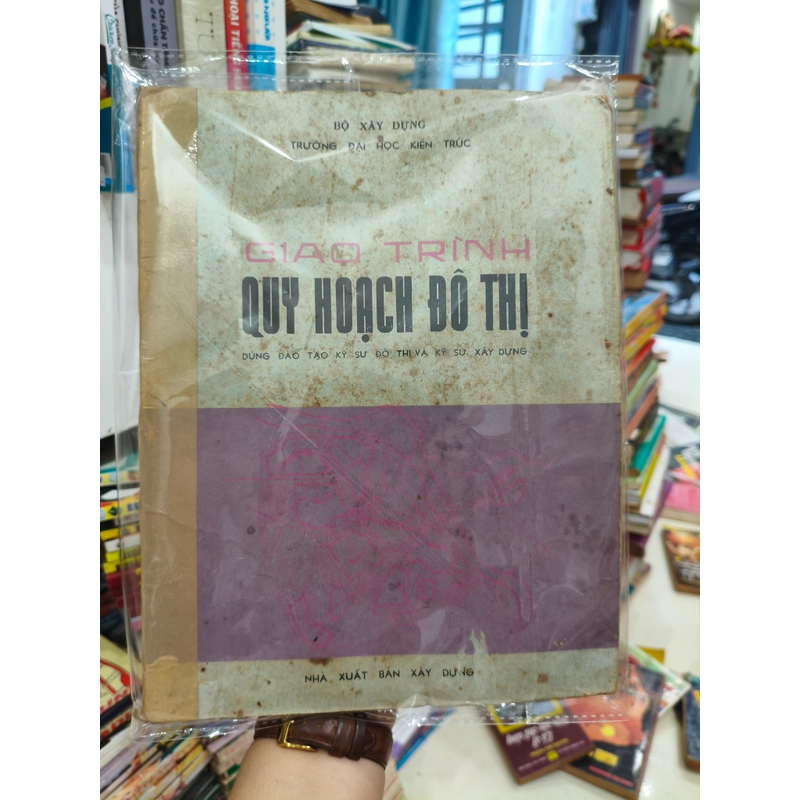 BỘ XÂY DỰNG
TRƯỜNG ĐẠI HỌC KIẾN TRÚC
GIAO TRÌNH
QUY HOẠCH ĐÔ THỊ
DÙNG ĐÀO TẠO KỸ SƯ ĐÔ THỊ VÀ KỸ SƯ XÂY DỰNG
NHÀ XUẤT BẢN XÂY DỰNG